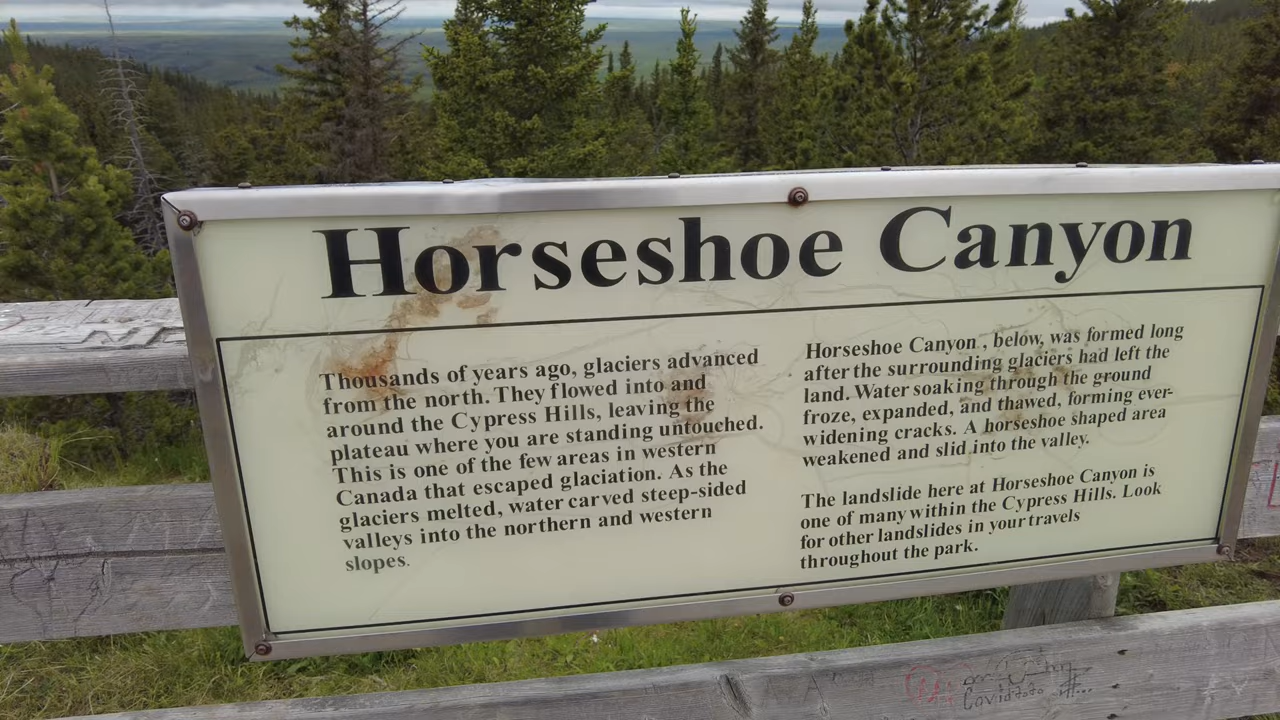 Horseshoe Canyon
Thousands of years ago, glaciers advanced
from the north. They flowed into and
around the Cypress Hills, leaving the
plateau where you are standing untouched.
This is one of the few areas in western
Canada that escaped glaciation. As the
glaciers melted, water carved steep-sided
valleys into the northern and western
slopes.
Horseshoe Canyon , below, was formed long
after the surrounding glaciers had left the
land. Water soaking through the ground
froze, expanded, and thawed, forming ever-
widening cracks. A horseshoe shaped area
weakened and slid into the valley.
The landslide here at Horseshoe Canyon is
one of many within the Cypress Hills. Look
for other landslides in your travels
throughout the park.